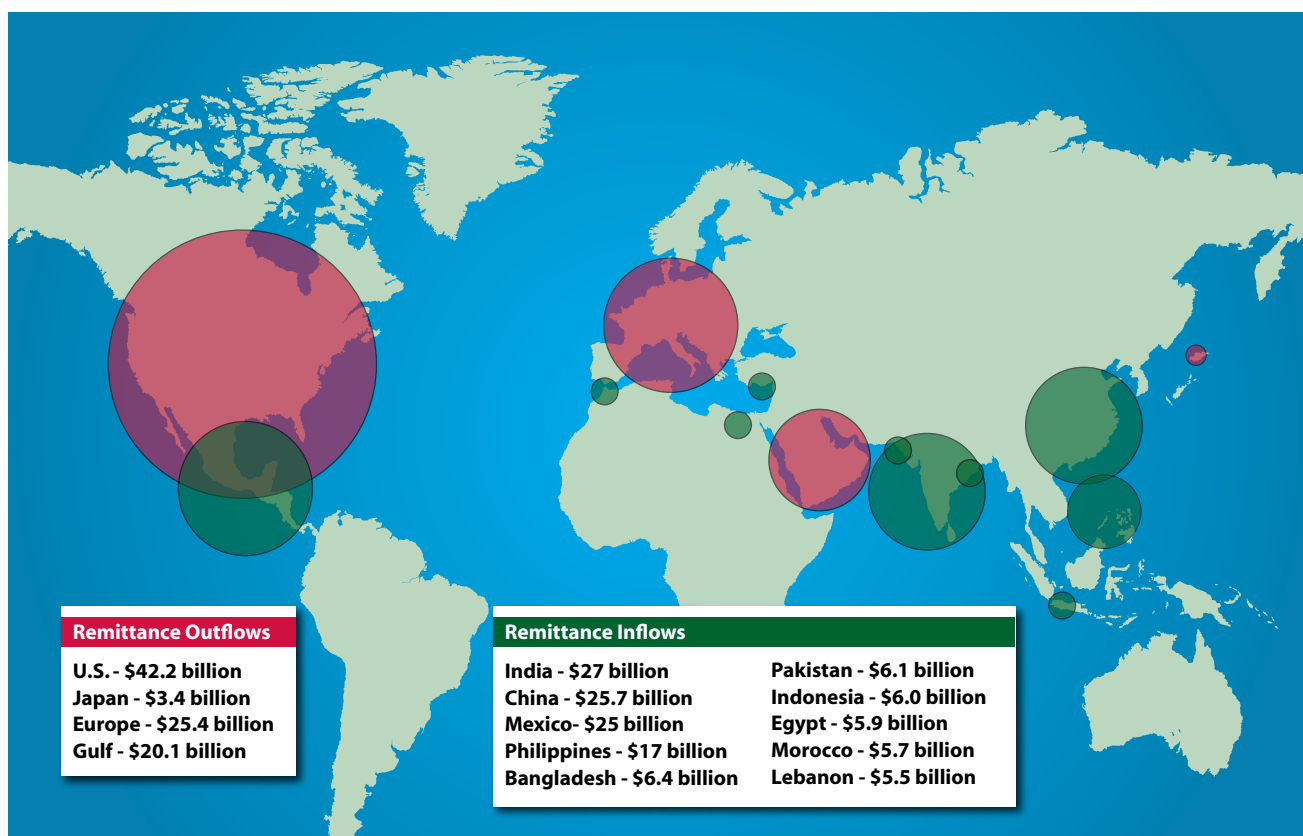 Remittance Outflows
U.S. - $42.2 billion
Japan - $3.4 billion
Europe - $25.4 billion
Gulf - $20.1 billion
Remittance Inflows
India - $27 billion
China - $25.7 billion
Mexico- $25 billion
Philippines - $17 billion
Bangladesh - $6.4 billion
Pakistan - $6.1 billion
Indonesia - $6.0 billion
Egypt - $5.9 billion
Morocco - $5.7 billion
Lebanon - $5.5 billion